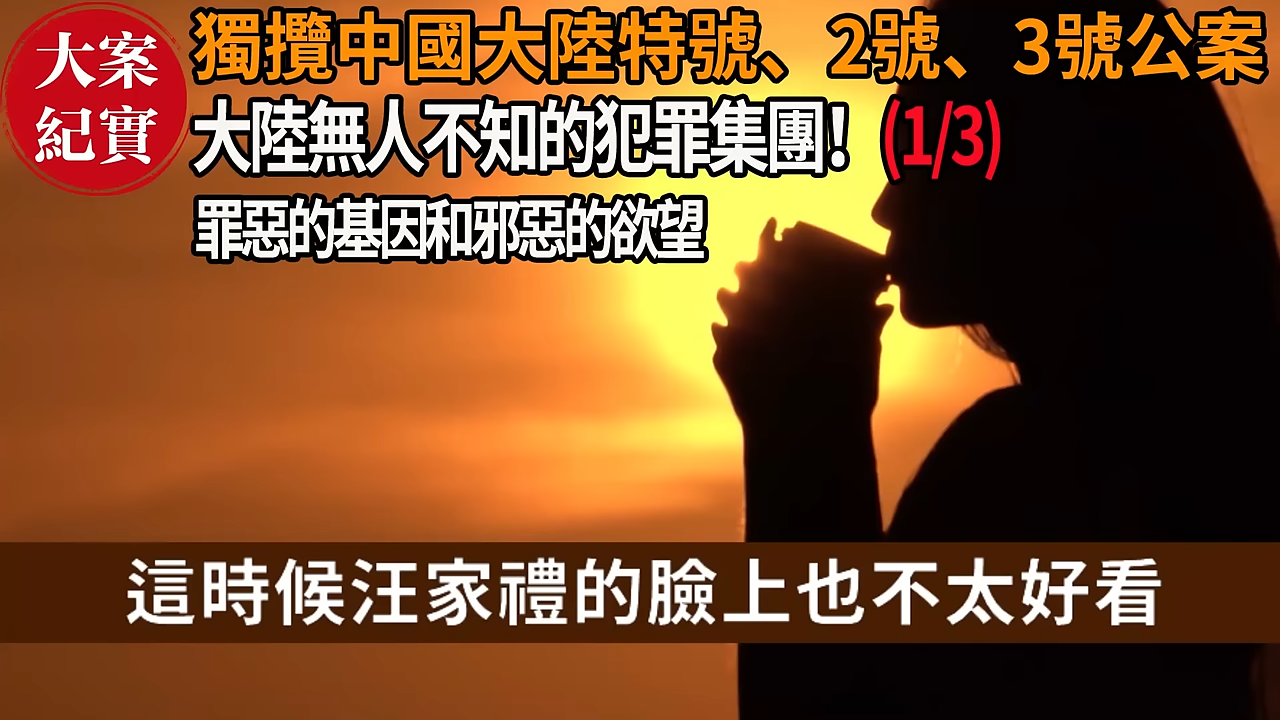 大案
紀實
獨攬中國大陸特號、2號、3號公案
大陸無人不知的犯罪集團！(1/3)
罪惡的基因和邪惡的欲望
這時候汪家禮的臉上也不太好看